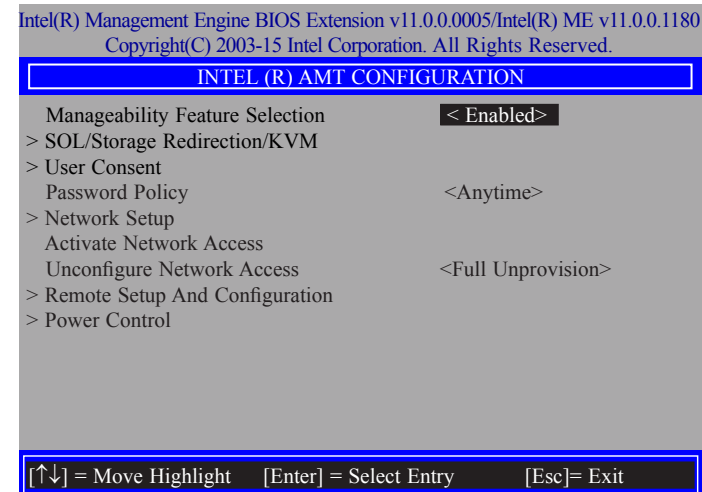 Intel(R) Management Engine BIOS Extension v11.0.0.0005/Intel(R) ME v11.0.0.1180
Copyright(C) 2003-15 Intel Corporation. All Rights Reserved.
INTEL (R) AMT CONFIGURATION
Manageability Feature Selection < Enabled>
> SOL/Storage Redirection/KVM
> User Consent
Password Policy <Anytime>
> Network Setup
Activate Network Access
Unconfigure Network Access <Full Unprovision>
> Remote Setup And Configuration
> Power Control
[↑↓] = Move Highlight [Enter] = Select Entry [Esc]= Exit